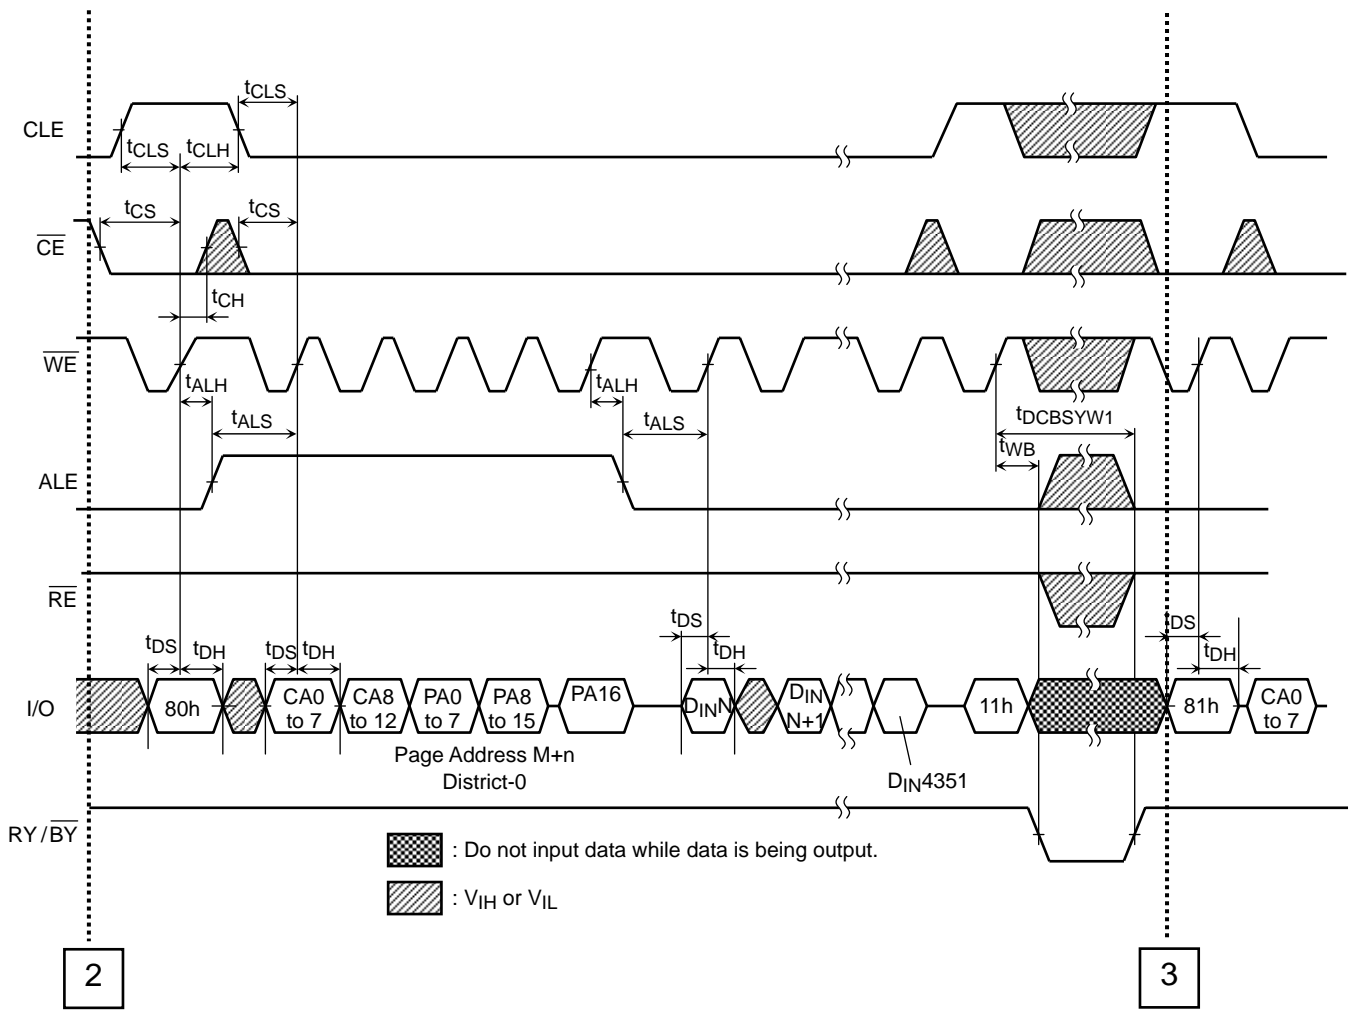 tCLS
CLE
tCLS
tCLH
tCS
tCS
CE
tCH
WE
tALH
tALH
tALS
tALS
tDCBSYW1
tWB
ALE
RE
tDS
tDH
tDS
tDH
tDS
tDH
tDS
tDH
I/O
80h
CA0
to 7
CA8
to 12
PA0
to 7
PA8
to 15
PA16
DINN
DIN
N+1
11h
81h
CA0
to 7
Page Address M+n
District-0
DIN4351
RY/BY
: Do not input data while data is being output.
: VIH or VIL
2
3